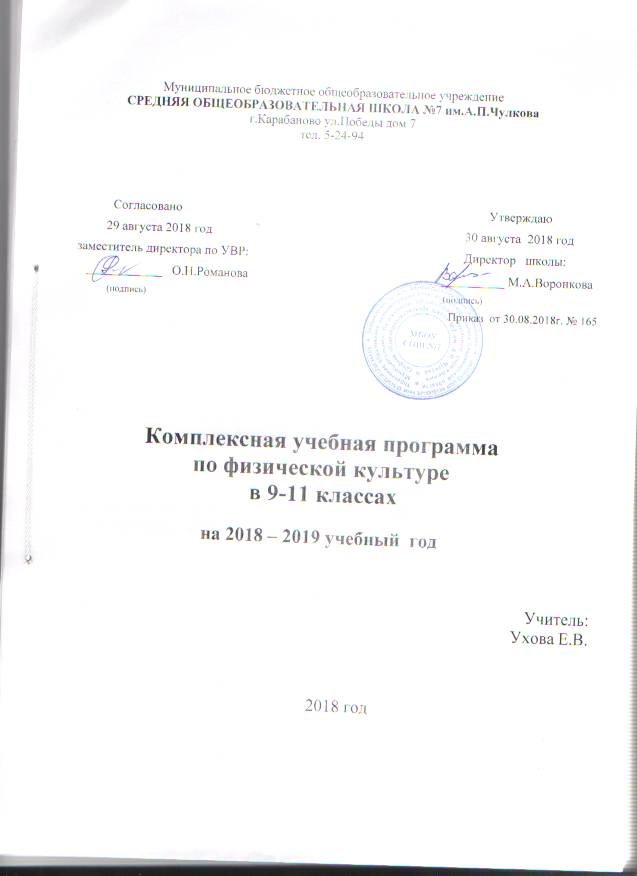 Муниципальное бюджетное общеобразовательное учреждение
СРЕДНЯЯ ОБЩЕОБРАЗОВАТЕЛЬНАЯ ШКОЛА №7 им.А.П.Чулкова
г.Карабаново ул.Победы дом 7
тел. 5-24-94
Согласовано
29 августа 2018 год
заместитель директора по УВР:
О.Н.Романова
(подпись)
Утверждаю
30 августа 2018 год
Директор школы:
М.А.Воронкова
(подпись)
Приказ от 30.08.2018г. № 165
МБОУ
СОШ №7
Комплексная учебная программа
по физической культуре
в 9-11 классах
на 2018 – 2019 учебный год
Учитель:
Ухова Е.В.
2018 год